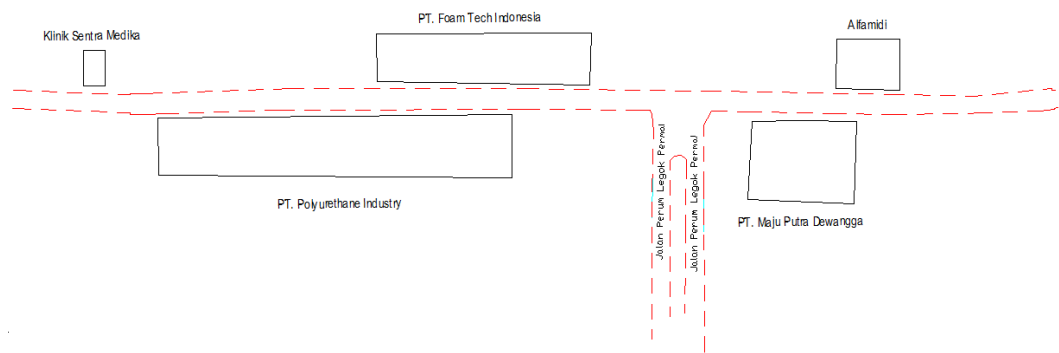 PT. Foam Tech Indonesia
Alfamidi
Klinik Sentra Medika
Jalan Perum Legok Permai
Jalan Perum Legok Permai
PT. Polyurethane Industry
PT. Maju Putra Dewangga